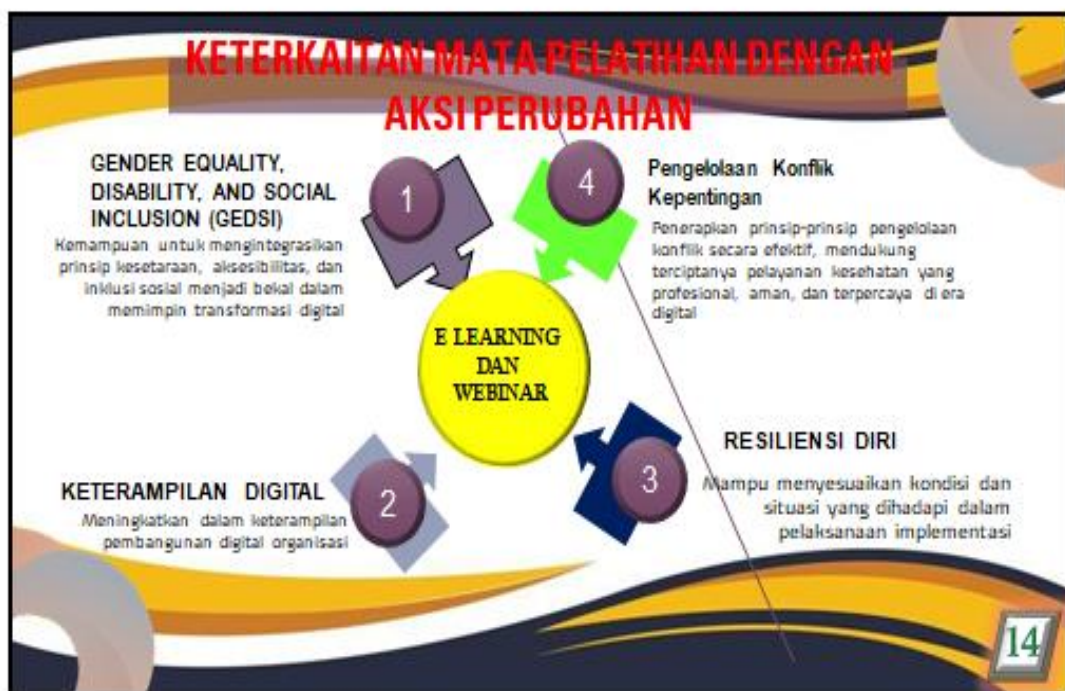 KETERKAITAN MATA PELATIHAN DENGAN
AKSI PERUBAHAN
GENDER EQUALITY,
DISABILITY, AND SOCIAL
INCLUSION (GEDSI)
Kemampuan untuk mengintegrasikan
prinsip kesetaraan, aksesibilitas, dan
inklusi sosial menjadi bekal dalam
memimpin transformasi digital
1
KETERAMPILAN DIGITAL
Meningkatkan dalam keterampilan
pembangunan digital organisasi
2
E LEARNING
DAN
WEBINAR
3
RESILIENSI DIRI
Mampu menyesuaikan kondisi dan
situasi yang dihadapi dalam
pelaksanaan implementasi
4
Pengelolaan Konflik
Kepentingan
Penerapkan prinsip-prinsip pengelolaan
konflik secara efektif, mendukung
terciptanya pelayanan kesehatan yang
profesional, aman, dan terpercaya di era
digital
14